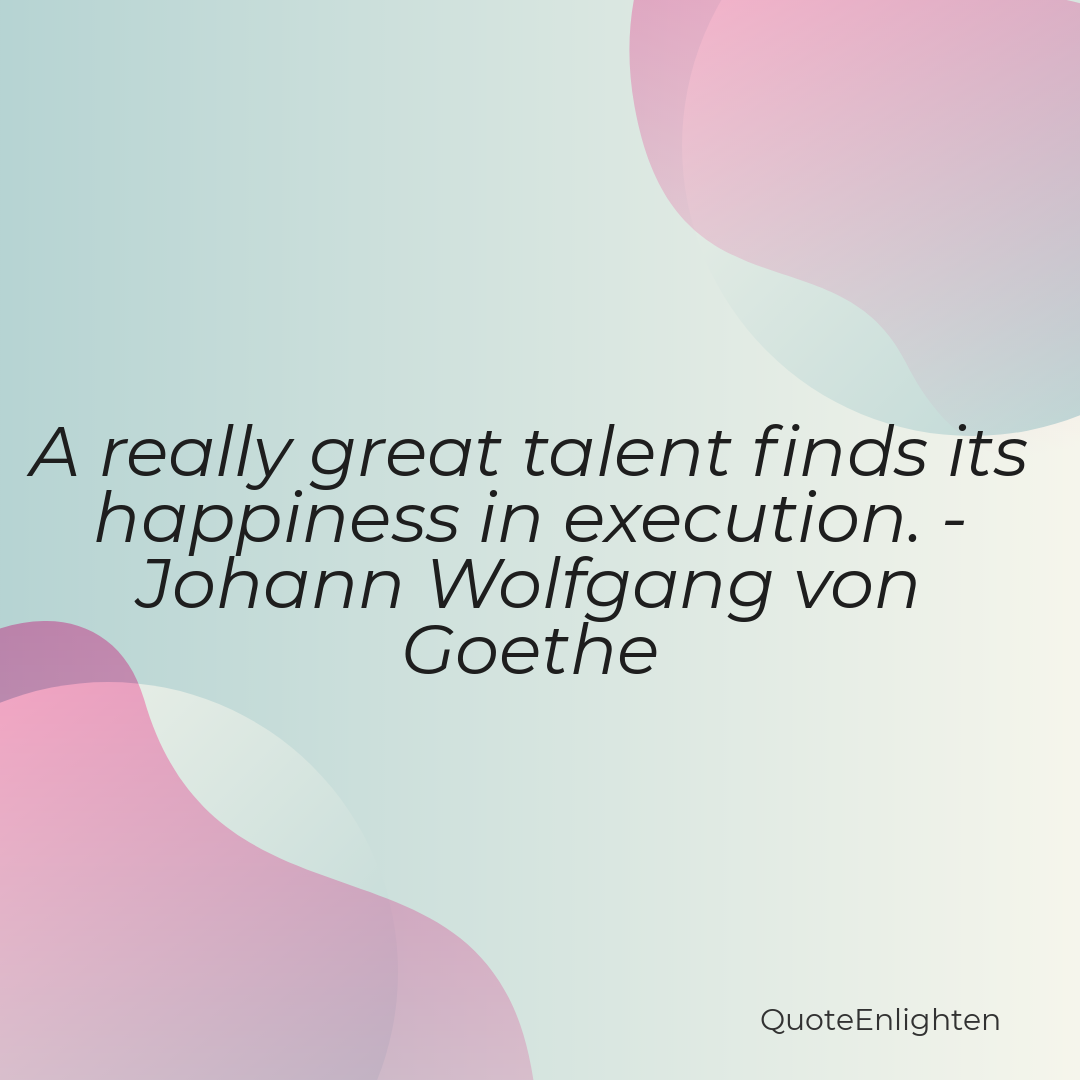 A really great talent finds its
happiness in execution. -
Johann Wolfgang von
Goethe
QuoteEnlighten